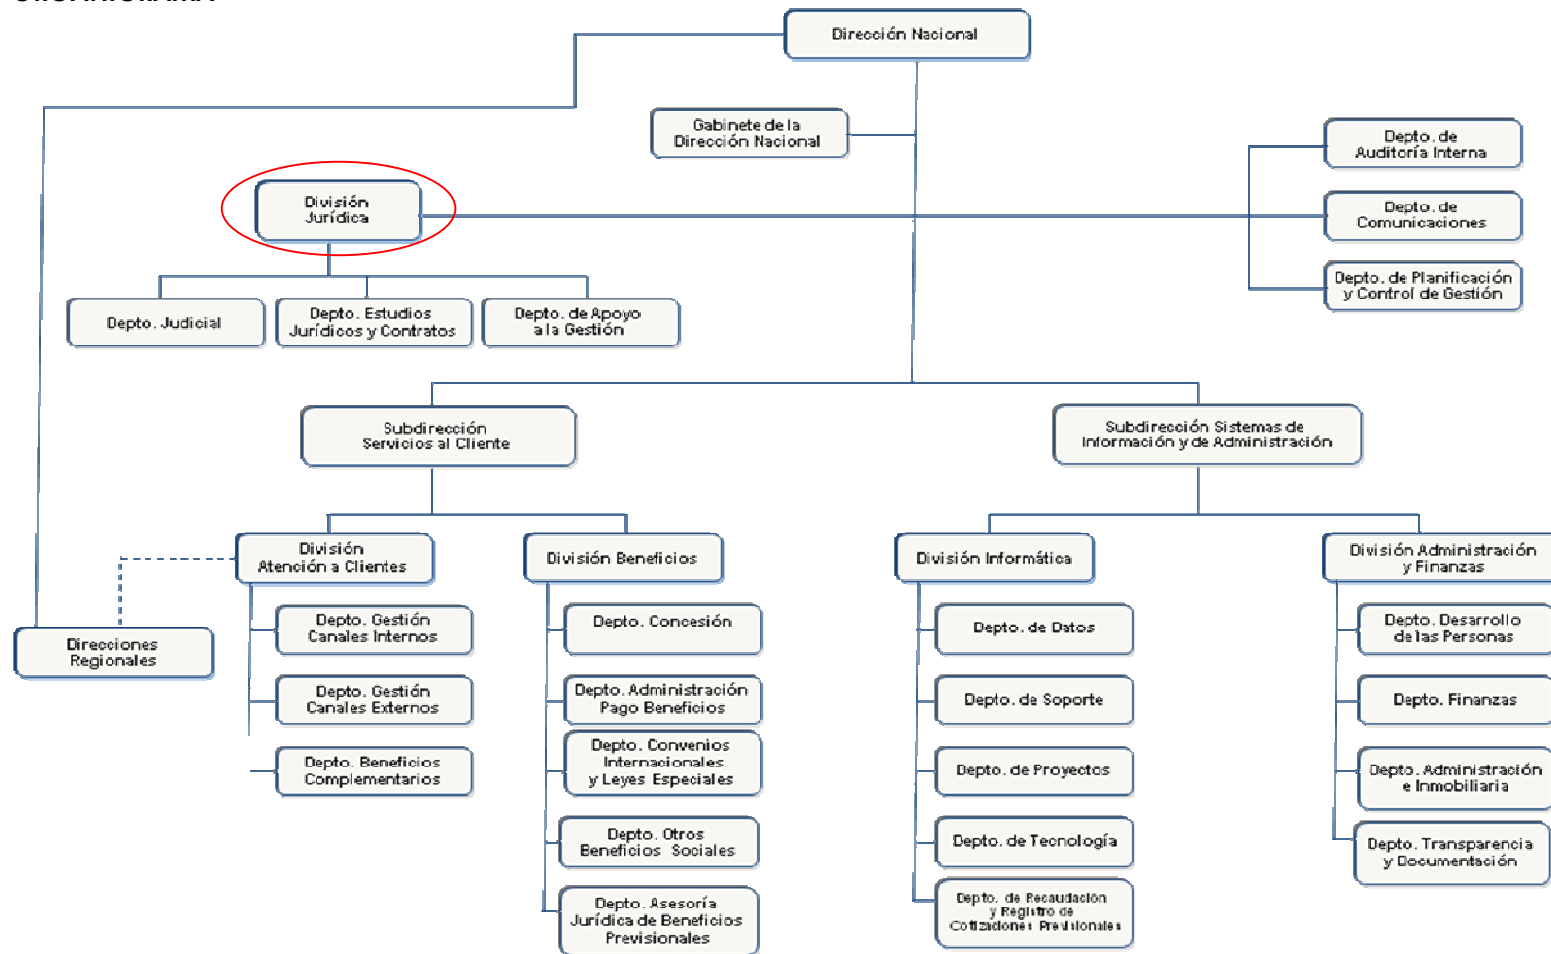 Dirección Nacional
Gabinete de la
Dirección Nacional
Depto. de
Auditoría Interna
División
Jurídica
Depto. de
Comunicaciones
Depto. de Planificación
y Control de Gestión
Depto. Judicial
Depto. Estudios
Jurídicos y Contratos
Depto. de Apoyo
a la Gestión
Subdirección
Servicios al Cliente
Subdirección Sistemas de
Información y de Administración
División
Atención a Clientes
División Beneficios
División Informática
División Administración
y Finanzas
Direcciones
Regionales
Depto. Gestión
Canales Internos
Depto. Gestión
Canales Externos
Depto. Beneficios
Complementarios
Depto. Concesión
Depto. Administración
Pago Beneficios
Depto. Convenios
Internacionales
y Leyes Especiales
Depto. Otros
Beneficios Sociales
Depto. Asesoría
Jurídica de Beneficios
Previsionales
Depto. de Datos
Depto. de Soporte
Depto. de Proyectos
Depto. de Tecnología
Depto. de Recaudación
y Registro de
Cotizaciones Previsionales
Depto. Desarrollo
de las Personas
Depto. Finanzas
Depto. Administración
e Inmobiliaria
Depto. Transparencia
y Documentación